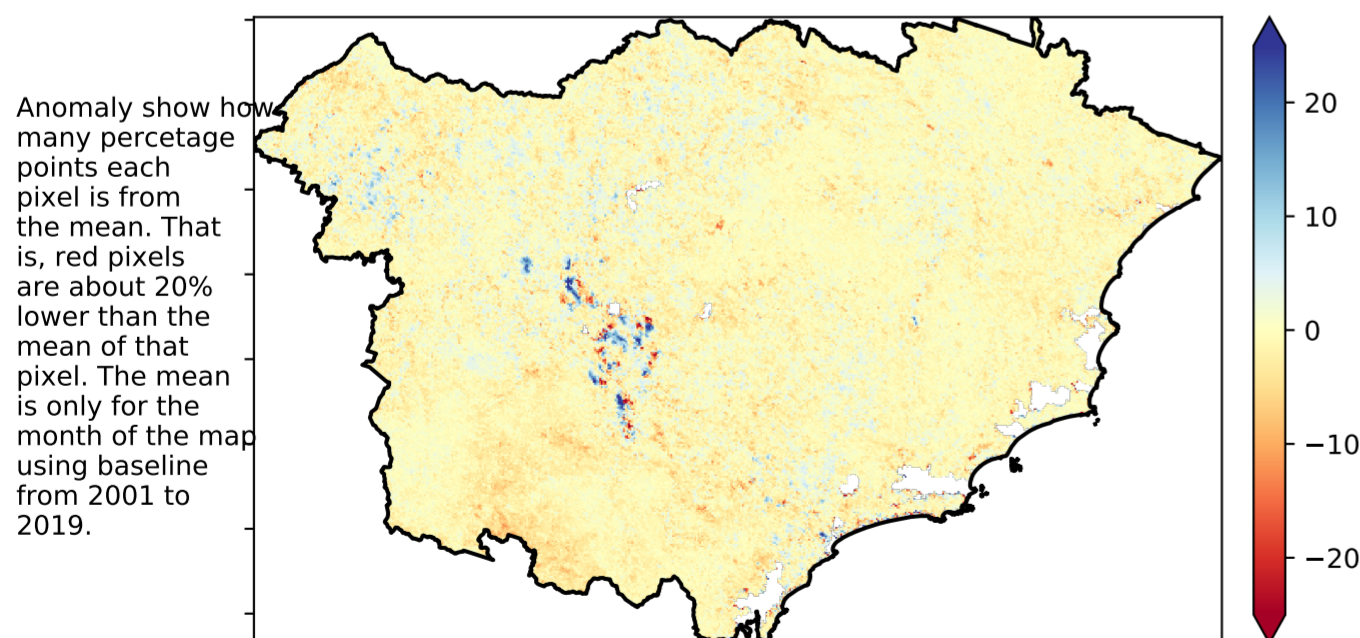 Anomaly show how
many percetage
points each
pixel is from
the mean. That
is, red pixels
are about 20%
lower than the
mean of that
pixel. The mean
is only for the
month of the map
using baseline
from 2001 to
2019.
20
10
0
−10
−20